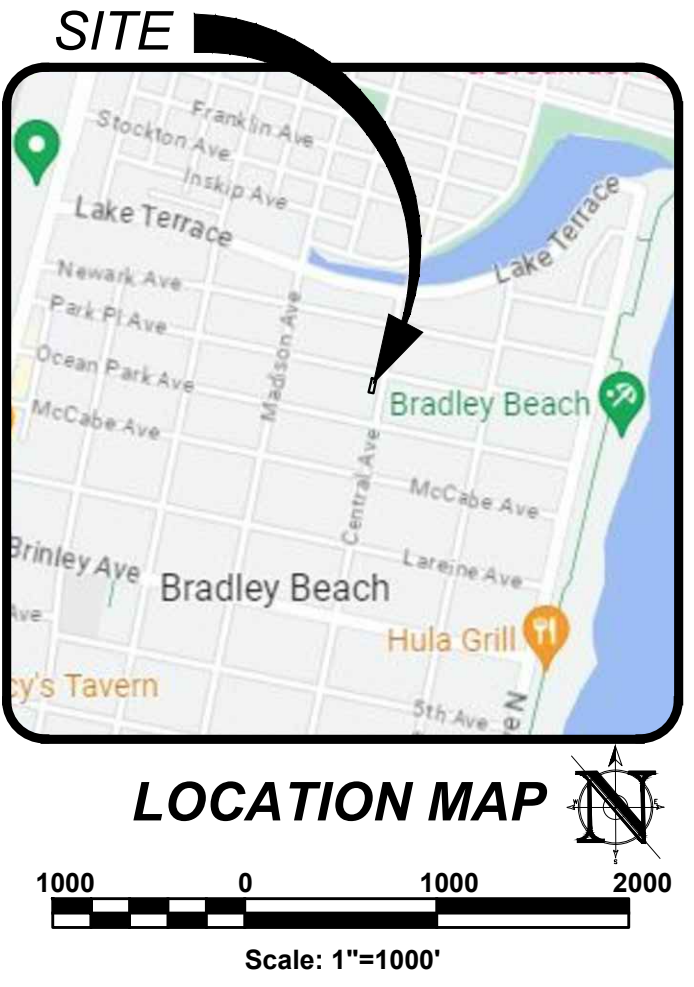 SITE
Franklin Ave
Stockton Ave
Inskip Ave
Lake Terrace
Lake Terrace
Newark Ave
Park Pl Ave
Madison Ave
Ocean Park Ave
Bradley Beach
McCabe Ave
Central Ave
McCabe Ave
Brinley Ave
Lareine Ave
Bradley Beach
Ave
Hula Grill
cy's Tavern
5th Ave
e N
LOCATION MAP
N
1000 0 1000 2000
Scale: 1"=1000'